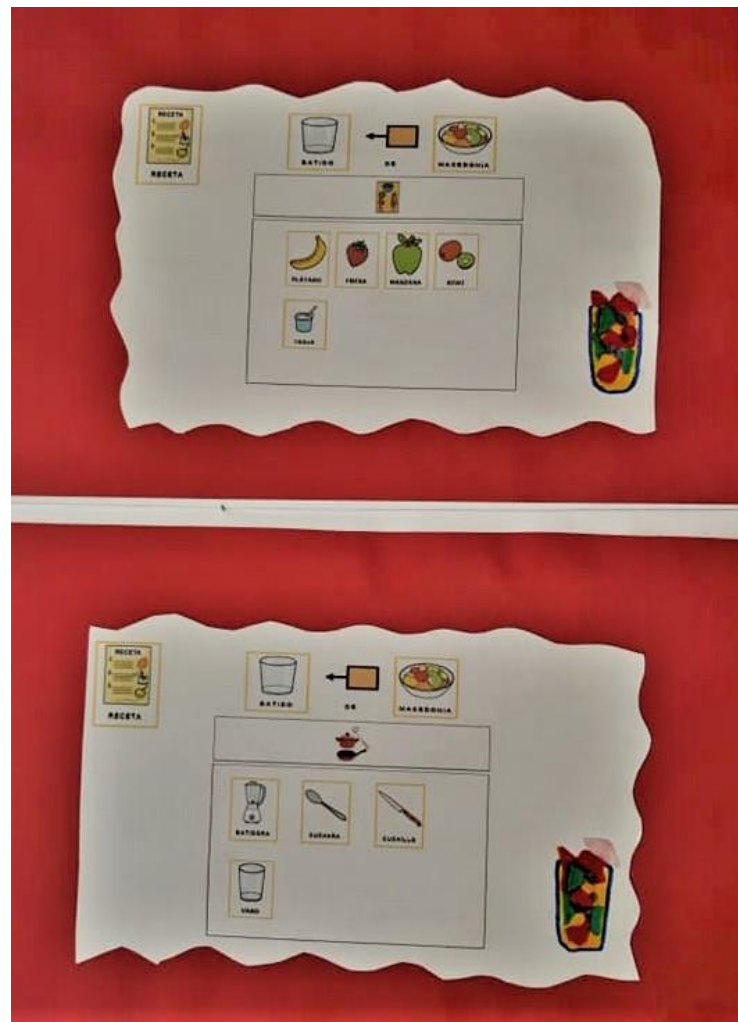 RECETA
RECETA
BATIDO DE MACEDONIA
PLÁTANO FRESA MANZANA KIWI
YOGUR
RECETA
RECETA
BATIDO DE MACEDONIA
BATIDORA CUCHARA CUCHILLO
VASO